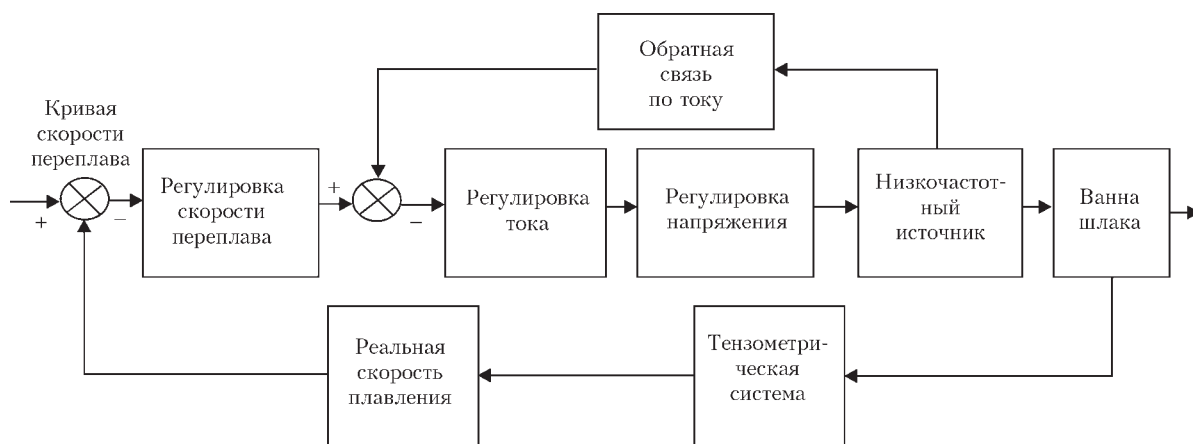 Обратная
связь
по току
Кривая
скорости
переплава
Регулировка
скорости
переплава
Регулировка
тока
Регулировка
напряжения
Низкочастот-
ный
источник
Ванна
шлака
+
−
+
−
Реальная
скорость
плавления
Тензометри-
ческая
система